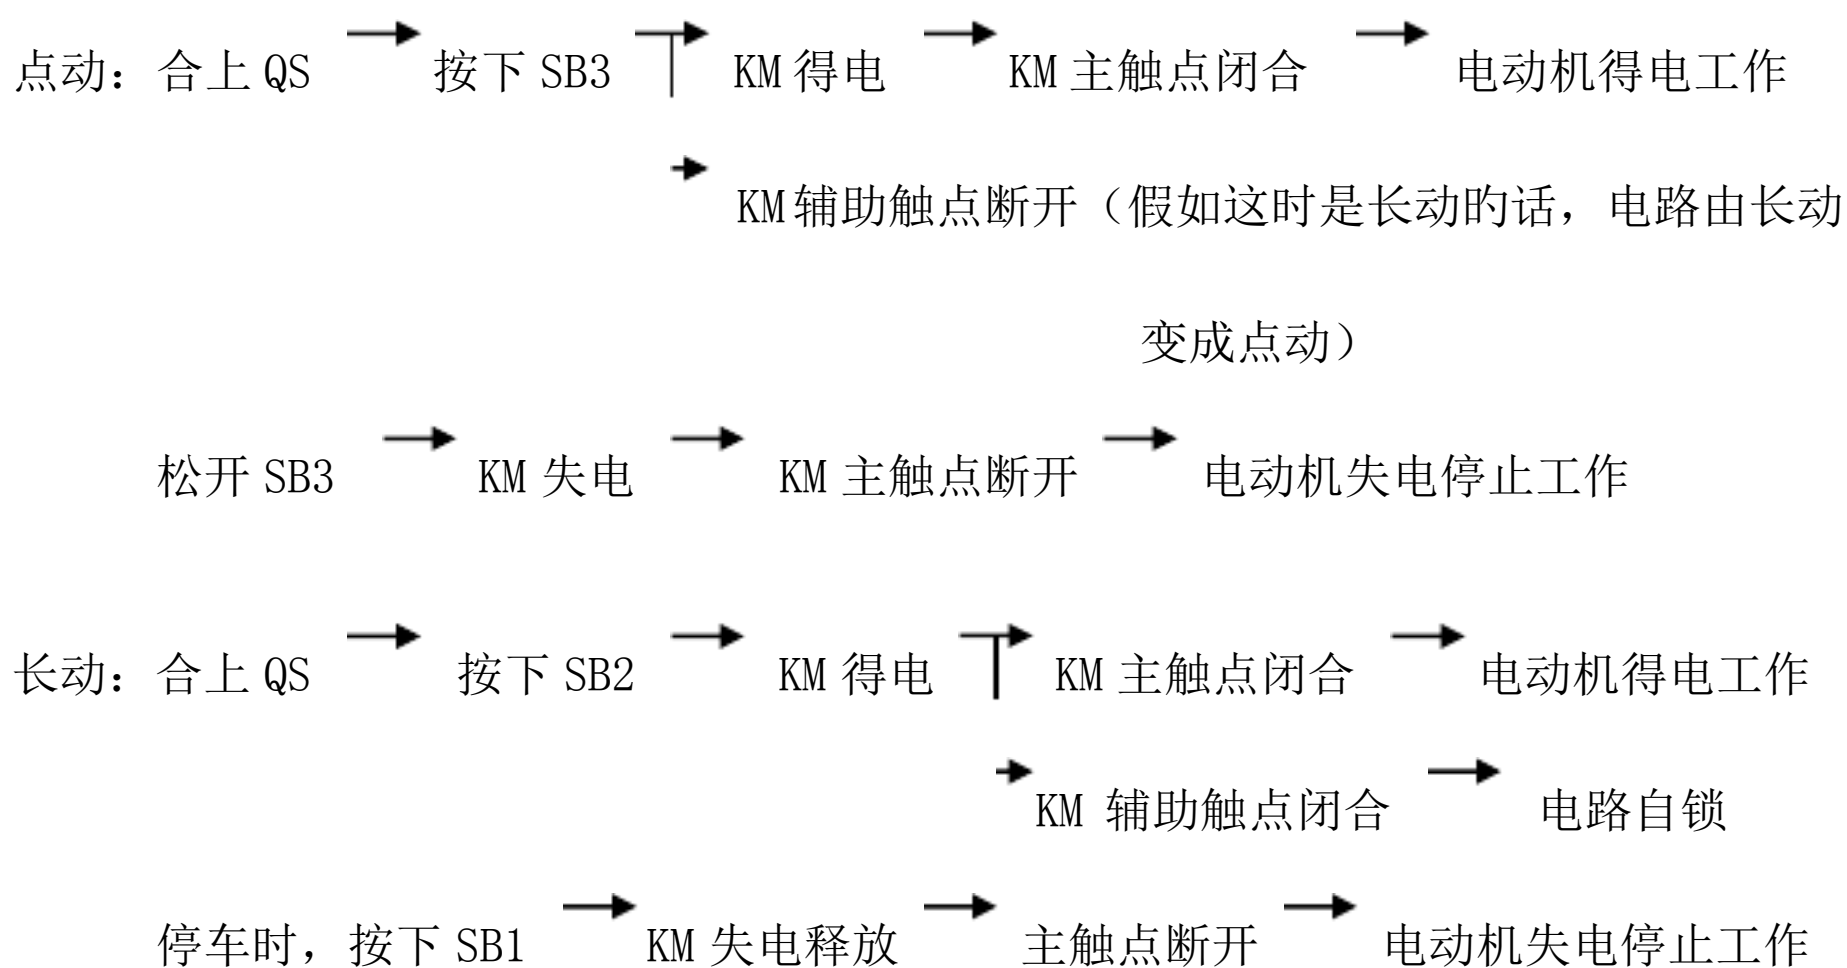 点动：合上 QS 按下 SB3 KM 得电 KM 主触点闭合 电动机得电工作
KM 辅助触点断开（假如这时是长动旳话，电路由长动
变成点动）
松开 SB3 KM 失电 KM 主触点断开 电动机失电停止工作
长动：合上 QS 按下 SB2 KM 得电 KM 主触点闭合 电动机得电工作
KM 辅助触点闭合 电路自锁
停车时，按下 SB1 KM 失电释放 主触点断开 电动机失电停止工作